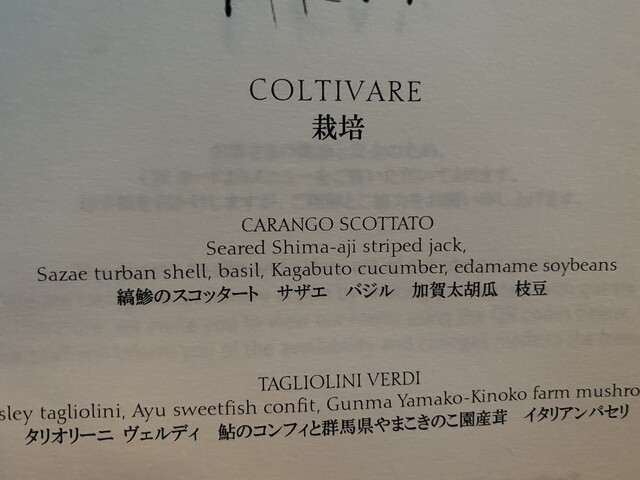 COLTIVARE
栽培
CARANGO SCOTTATO
Seared Shima-aji striped jack,
Sazae turban shell, basil, Kagabuto cucumber, edamame soybeans
縞鯵のスコッタート サザエ バジル 加賀太胡瓜 枝豆
TAGLIOLINI VERDI
tagliolini, Ayu sweetfish confit, Gunma Yamako-Kinoko farm
タリオリーニ ヴェルディ 鮎のコンフィと群馬県やまこきのこ園産茸 イタリアンパセリ